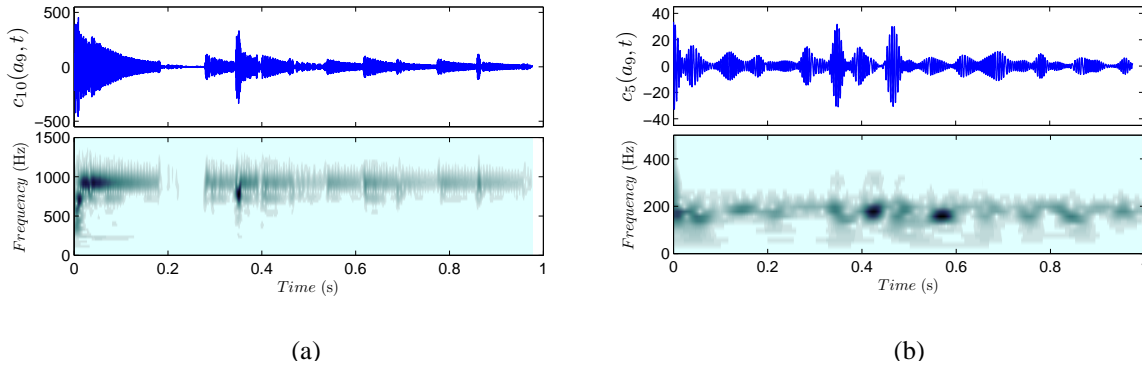 500
0
−500
c₁₀(a₉, t)
1500
1000
500
0
Frequency (Hz)
0 0.2 0.4 0.6 0.8 1
Time (s)
(a)
40
20
0
−20
−40
c₅(a₉, t)
400
200
0
Frequency (Hz)
0 0.2 0.4 0.6 0.8
Time (s)
(b)